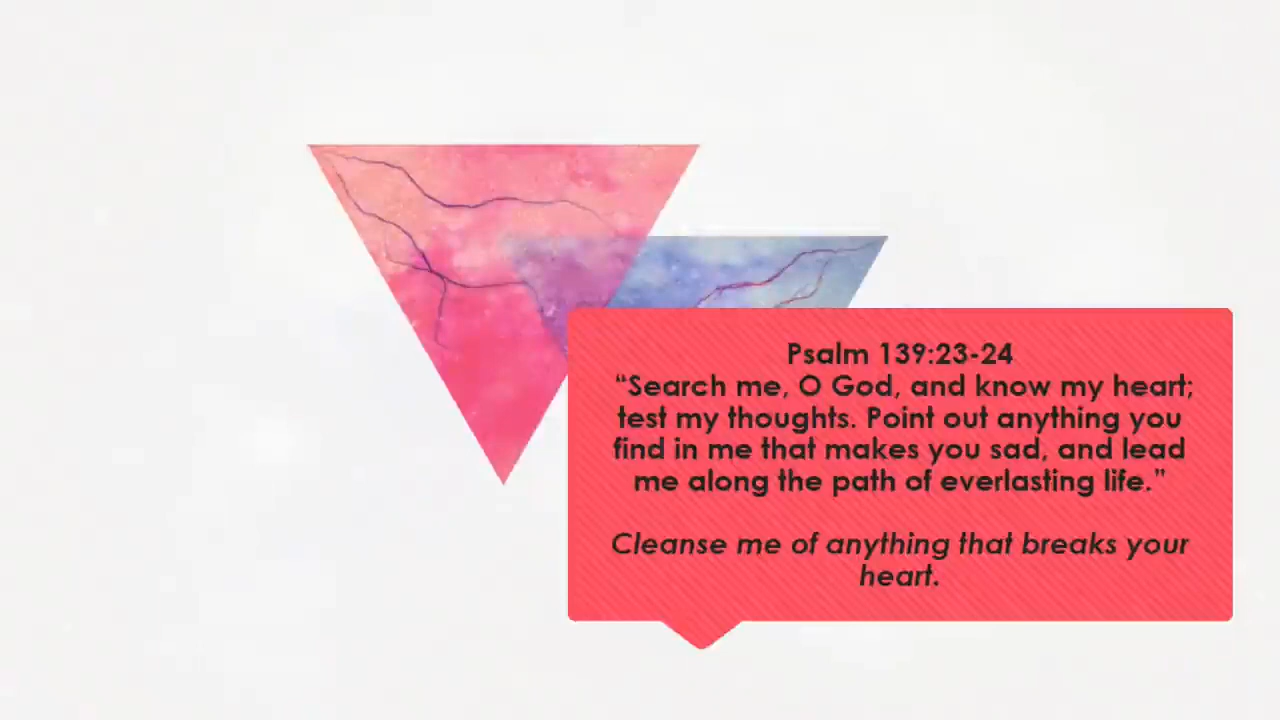 Psalm 139:23-24
“Search me, O God, and know my heart;
test my thoughts. Point out anything you
find in me that makes you sad, and lead
me along the path of everlasting life.”
Cleanse me of anything that breaks your
heart.